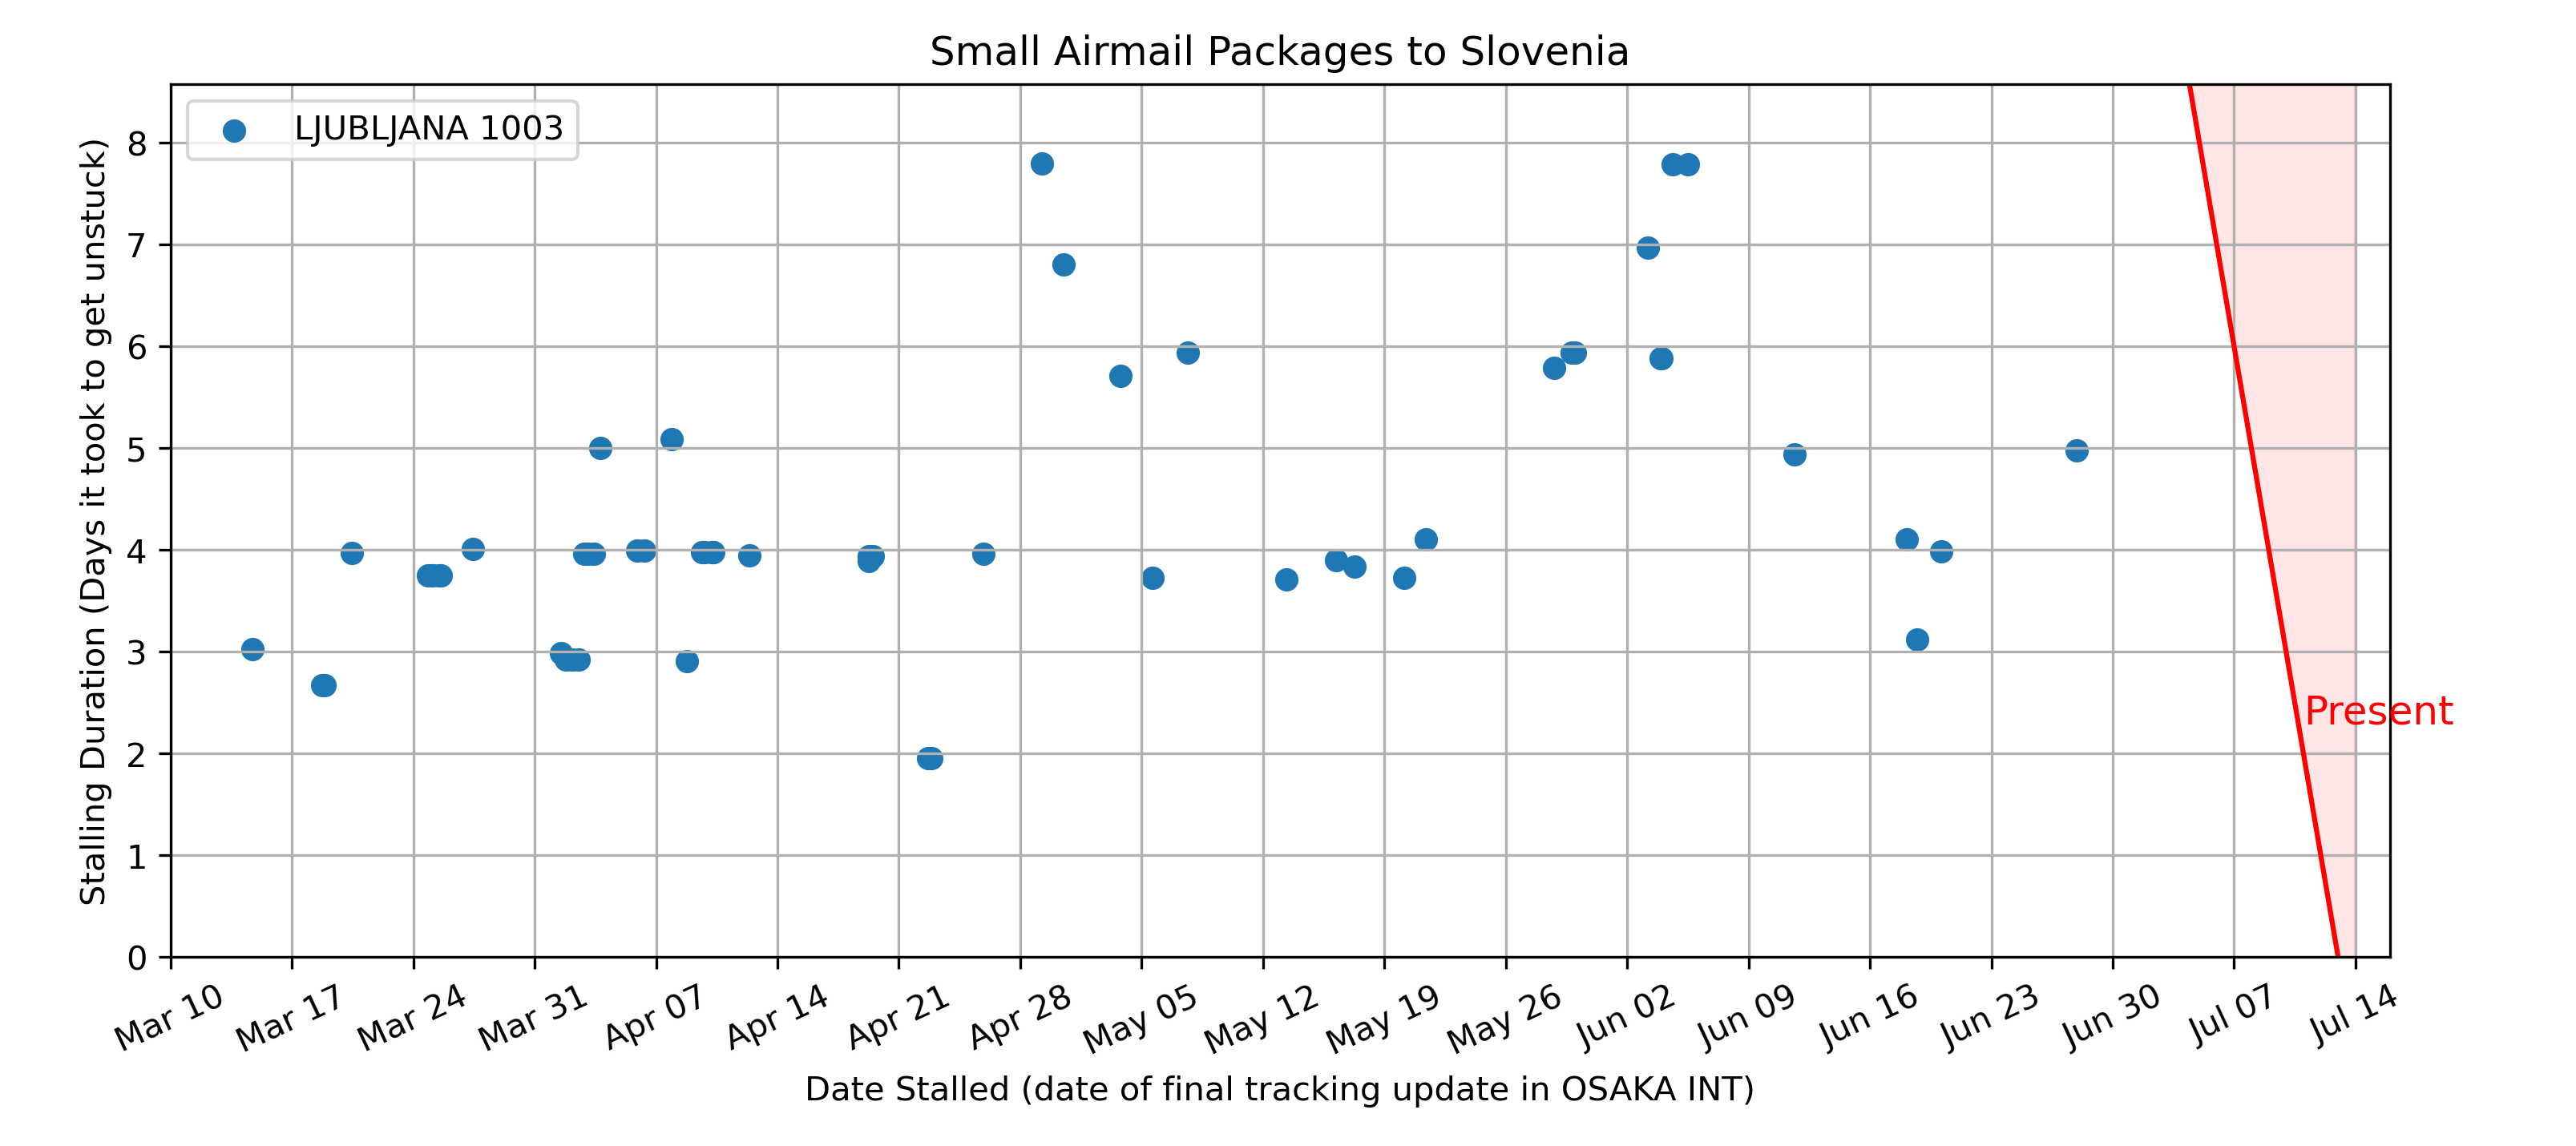 Small Airmail Packages to Slovenia
LJUBLJANA 1003
Stalling Duration (Days it took to get unstuck)
8
7
6
5
4
3
2
1
0
Present
Mar 10 Mar 17 Mar 24 Mar 31 Apr 07 Apr 14 Apr 21 Apr 28 May 05 May 12 May 19 May 26 Jun 02 Jun 09 Jun 16 Jun 23 Jun 30 Jul 07 Jul 14
Date Stalled (date of final tracking update in OSAKA INT)